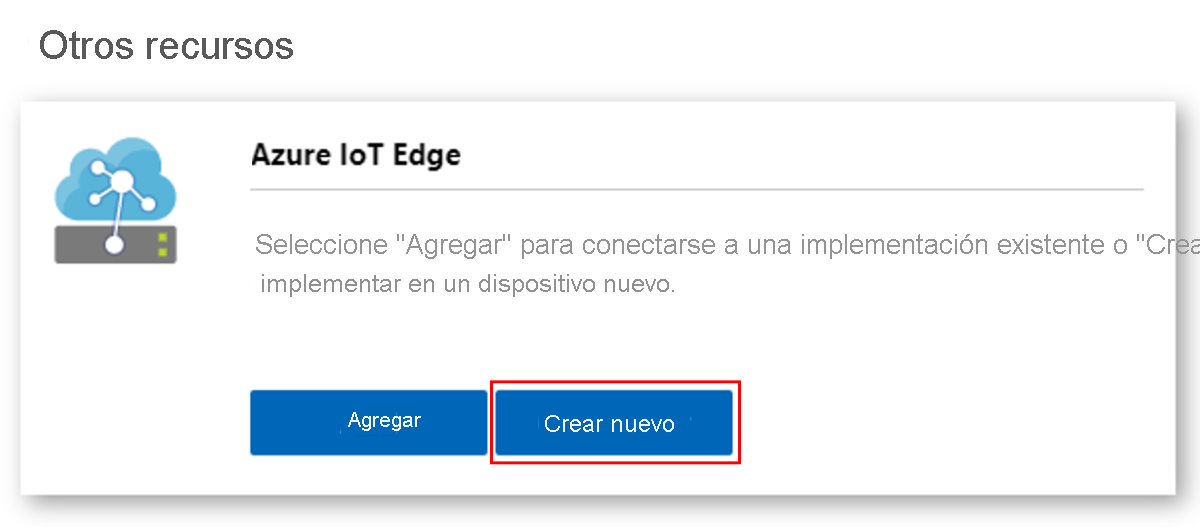 Otros recursos
Azure IoT Edge
Seleccione "Agregar" para conectarse a una implementación existente o "Crea
implementar en un dispositivo nuevo.
Agregar
Crear nuevo